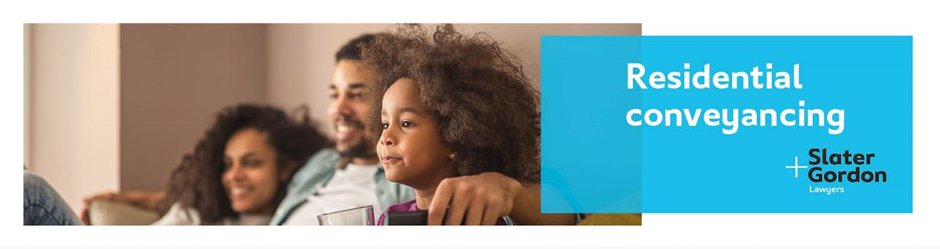 Residential
conveyancing
Slater
Gordon
Lawyers